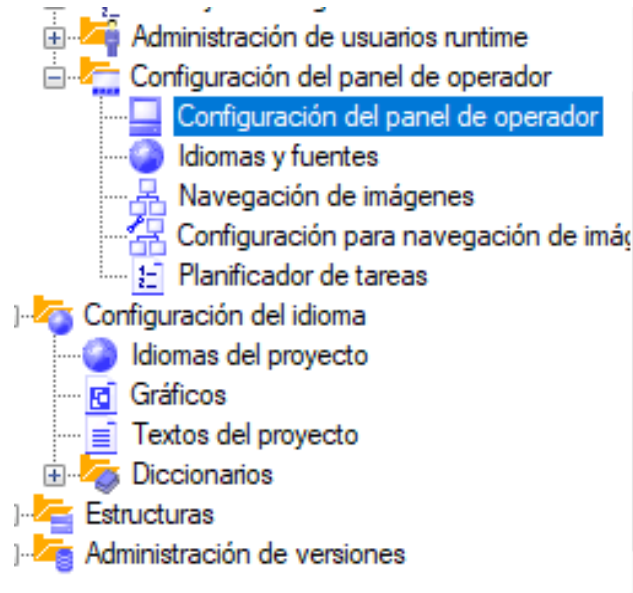 Administración de usuarios runtime
Configuración del panel de operador
Configuración del panel de operador
Idiomas y fuentes
Navegación de imágenes
Configuración para navegación de imág
Planificador de tareas
Configuración del idioma
Idiomas del proyecto
Gráficos
Textos del proyecto
Diccionarios
Estructuras
Administración de versiones